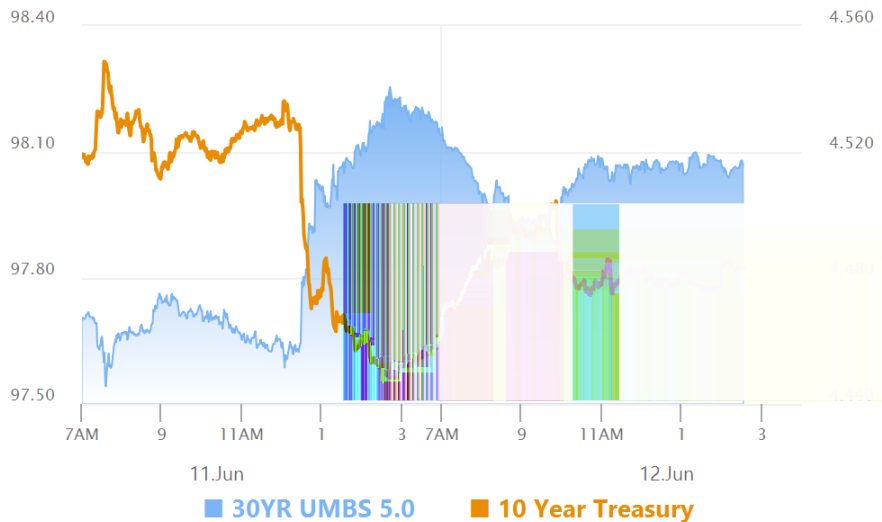 98.40 4.560
98.10 4.520
97.80
97.50
7AM 9 11AM 1 3 7AM 9 11AM 1 3
11.Jun 12.Jun
30YR UMBS 5.0 10 Year Treasury